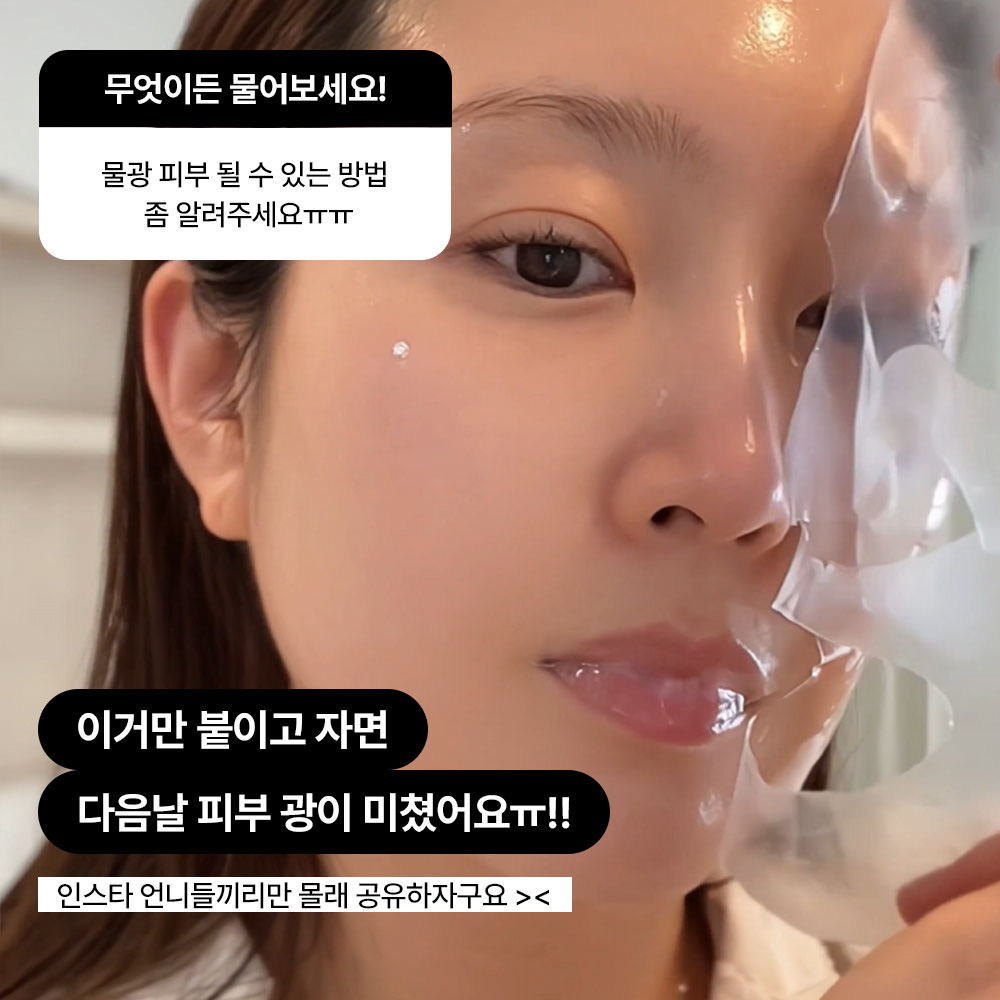 무엇이든 물어보세요!
물광 피부 될 수 있는 방법
좀 알려주세요ㅠㅠ
이거만 붙이고 자면
다음날 피부 광이 미쳤어요ㅠ!!
인스타 언니들끼리만 몰래 공유하자구요 ><